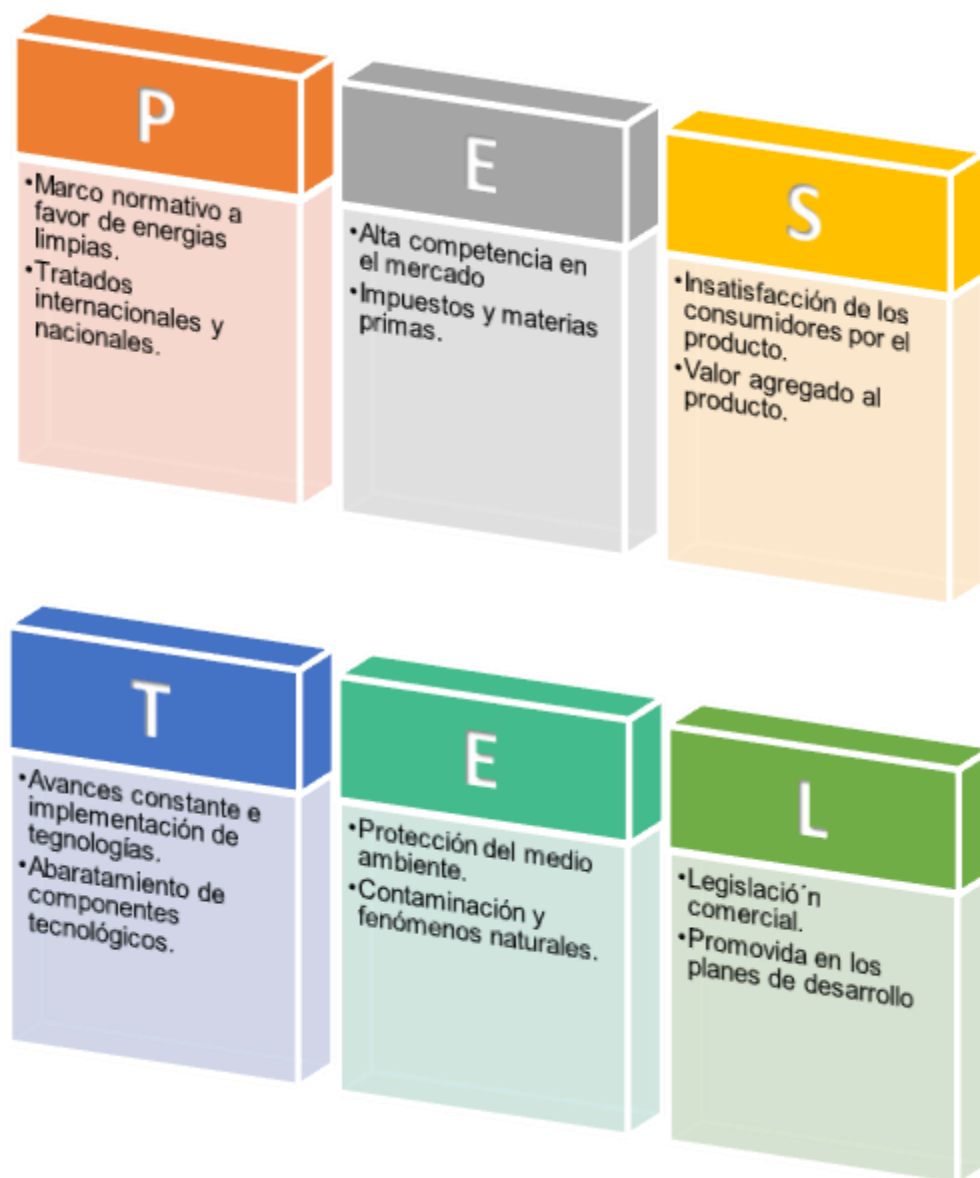 P
•Marco normativo a
favor de energias
limpias.
•Tratados
internacionales y
nacionales.
E
•Alta competencia en
el mercado
•Impuestos y materias
primas.
S
•Insatisfacción de los
consumidores por el
producto.
•Valor agregado al
producto.
T
•Avances constante e
implementación de
tegnologías.
•Abaratamiento de
componentes
tecnológicos.
E
•Protección del medio
ambiente.
•Contaminación y
fenómenos naturales.
L
•Legislació´n
comercial.
•Promovida en los
planes de desarrollo